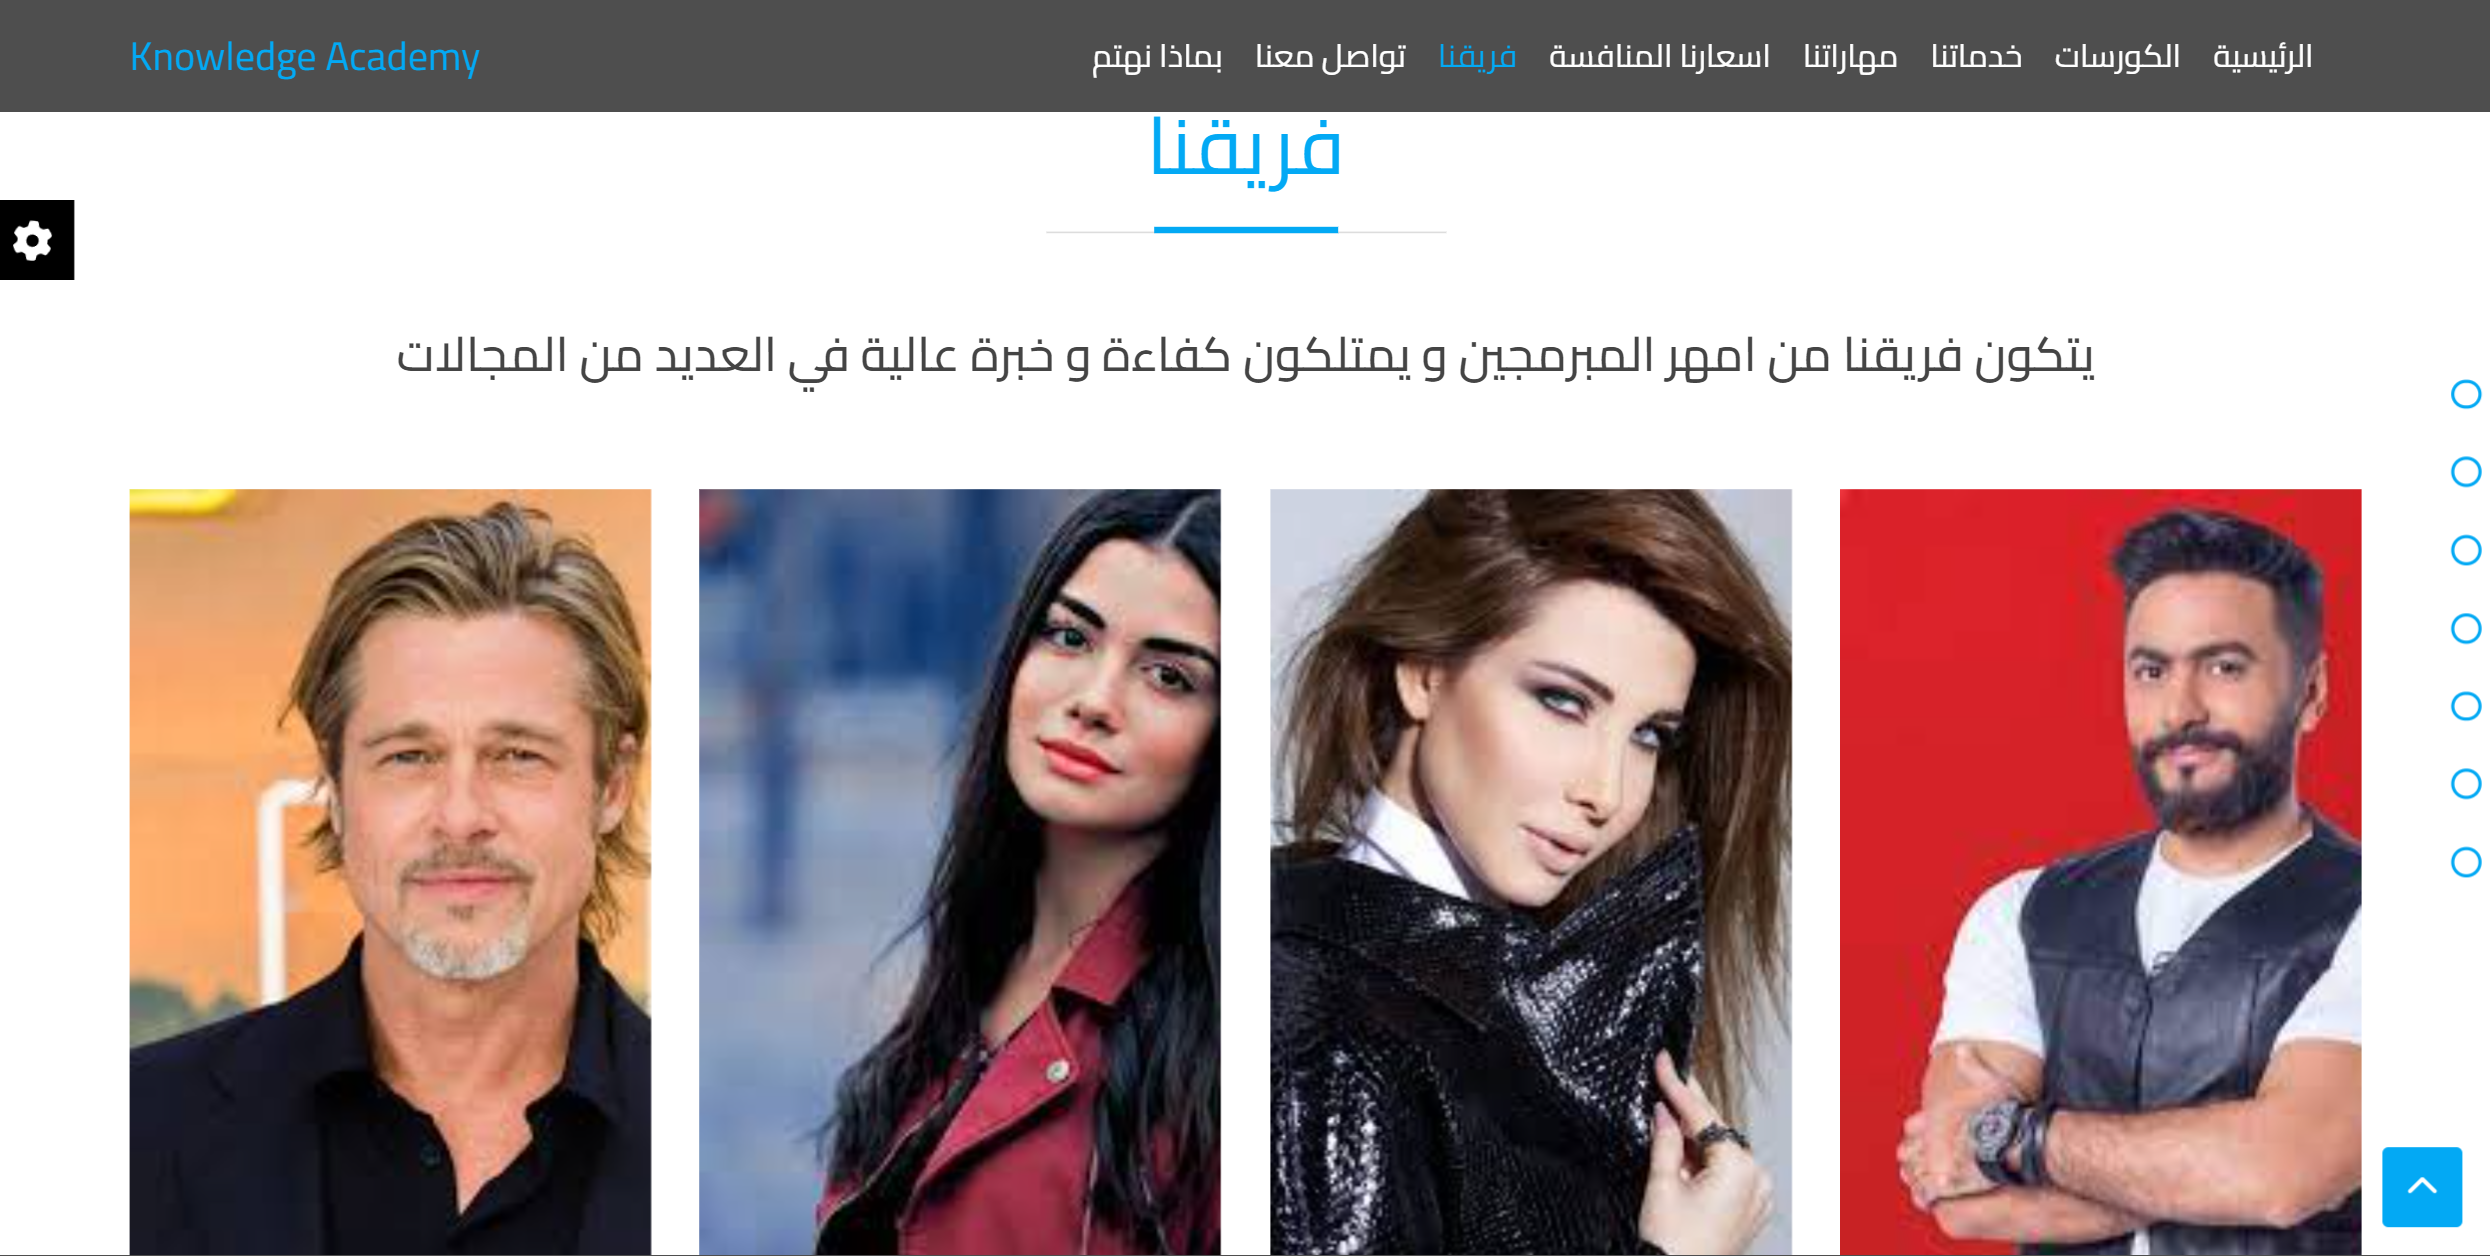 الرئيسية الكورسات خدماتنا مهاراتنا اسعارنا المنافسة فريقنا تواصل معنا بماذا نهتم Knowledge Academy
فريقنا
يتكون فريقنا من امهر المبرمجين و يمتلكون كفاءة و خبرة عالية في العديد من المجالات